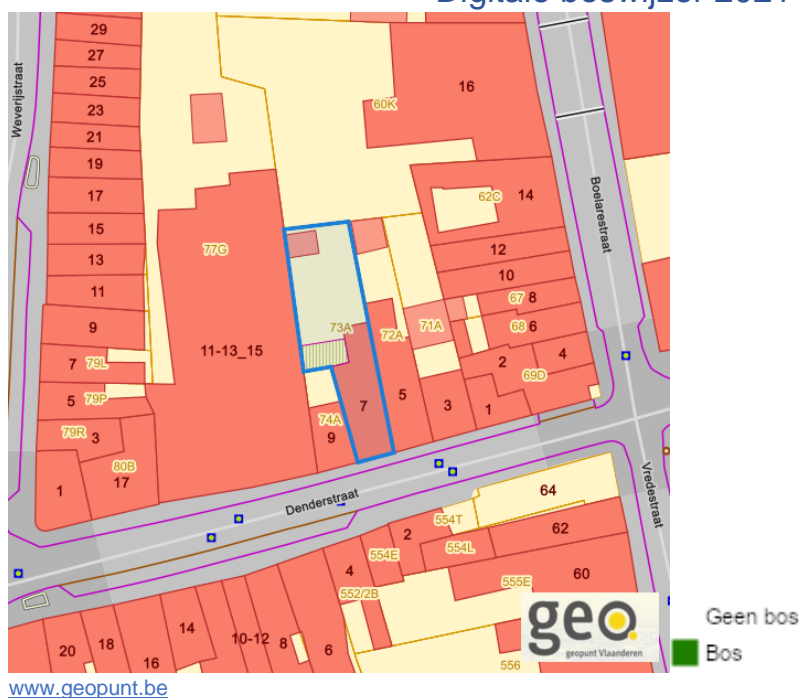 29
27
25
23
21
19
17
15
13
11
9
7 79L
5 79P
79R 3
80B
1 17
Weverijstraat
60K
16
62C 14
12
10
67 8
68 6
2 4
69D
1
Boelarestraat
77G
11-13_15
73A
72A
71A
74A
9
7
5
3
Denderstraat
Vredestraat
64
62
60
554T
2
554L
554E
555E
4
552/2B
556
20
18
16
14
10-12
8
6
geo.
geopunt Vlaanderen
Geen bos
Bos
www.geopunt.be